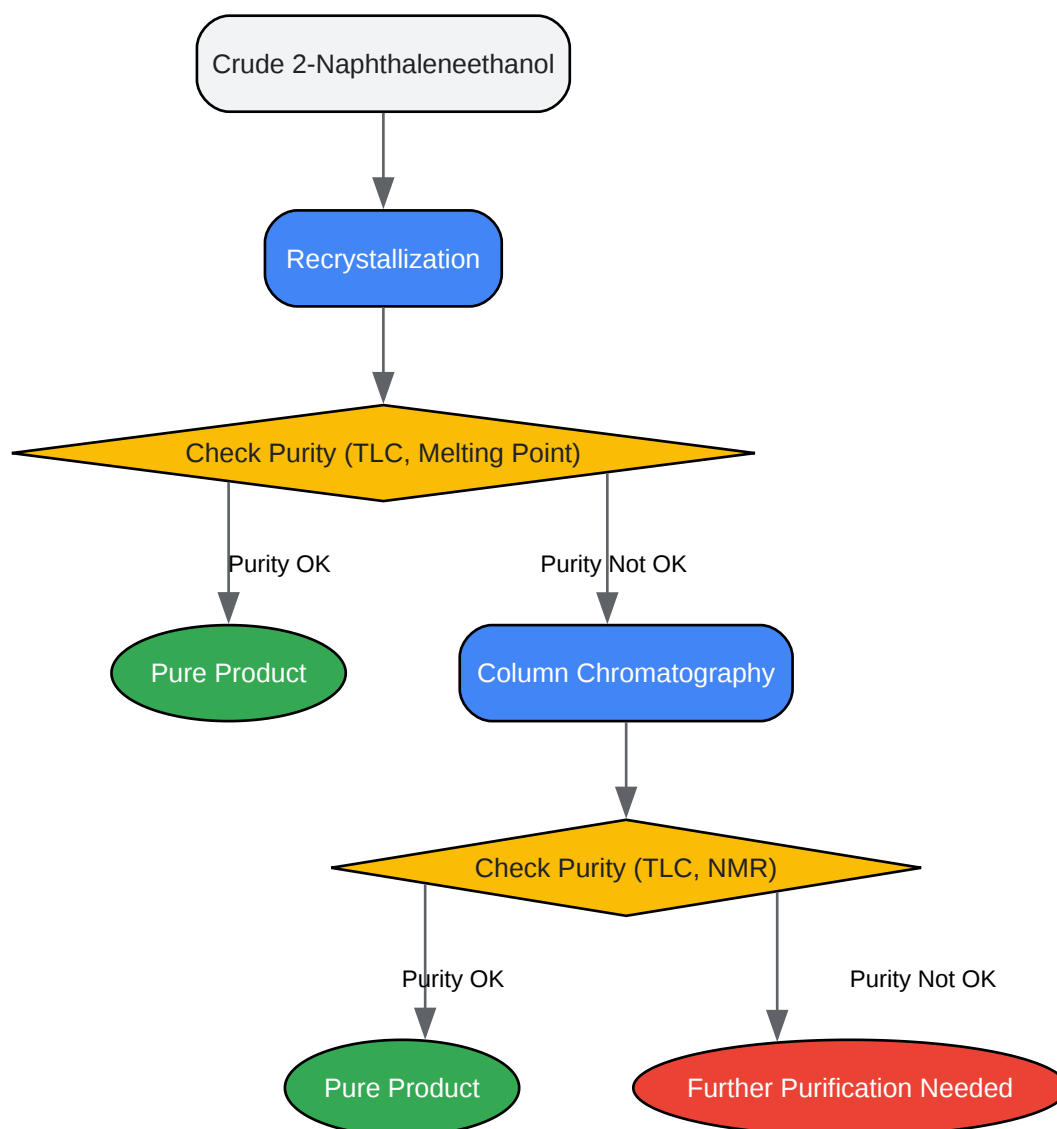 Crude 2-Naphthaleneethanol
Recrystallization
Check Purity (TLC, Melting Point)
Purity OK
Purity Not OK
Pure Product
Column Chromatography
Check Purity (TLC, NMR)
Purity OK
Purity Not OK
Pure Product
Further Purification Needed